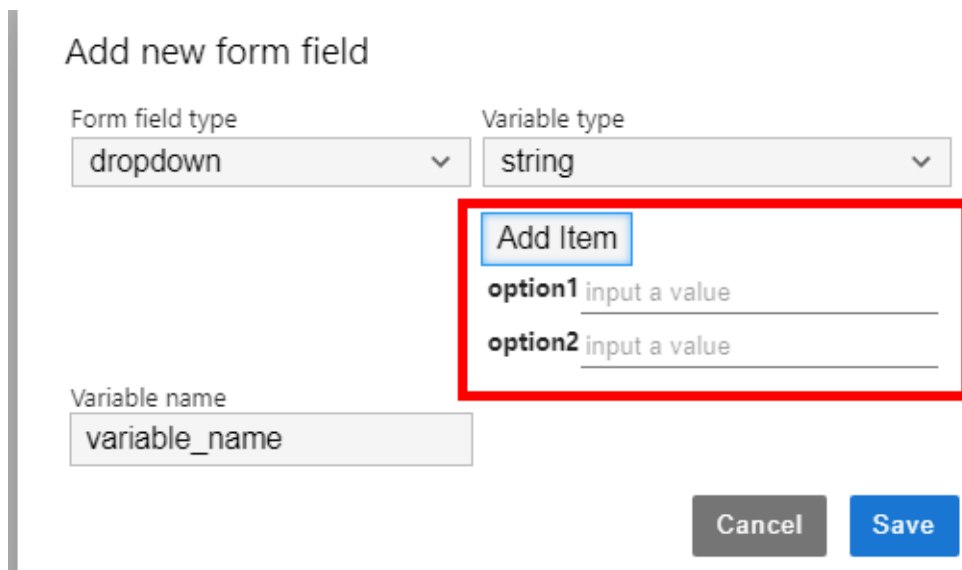 Add new form field
Form field type
Variable type
dropdown
string
Add Item
option1 input a value
option2 input a value
Variable name
variable_name
Cancel
Save